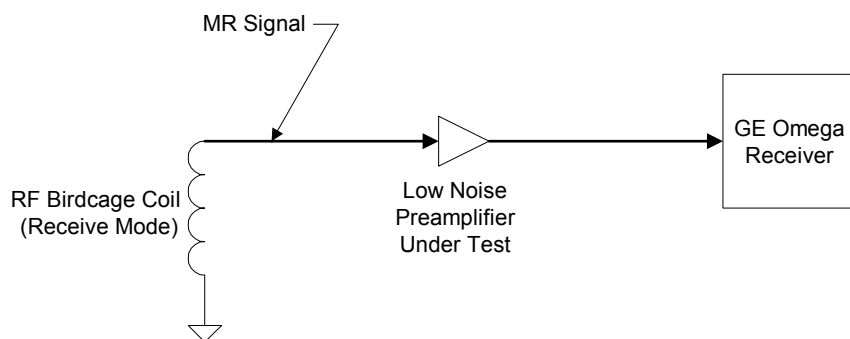 MR Signal
GE Omega
Receiver
RF Birdcage Coil
(Receive Mode)
Low Noise
Preamplifier
Under Test